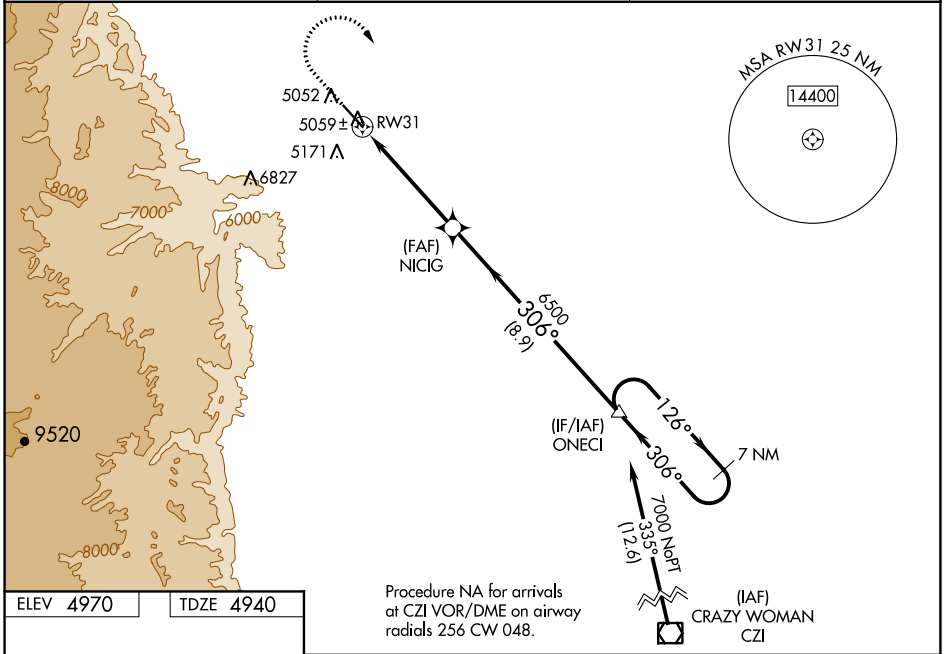 MSA RW31 25 NM
14400
5052
5059± RW31
5171
6827
8000
7000
6000
(FAF)
NICIG
6500
306°
(8.9)
(IF/IAF)
ONECI
126°
306°
7 NM
9520
7000 NoPT
335°
(12.6)
8000
ELEV 4970
TDZE 4940
Procedure NA for arrivals
at CZI VOR/DME on airway
radials 256 CW 048.
(IAF)
CRAZY WOMAN
CZI